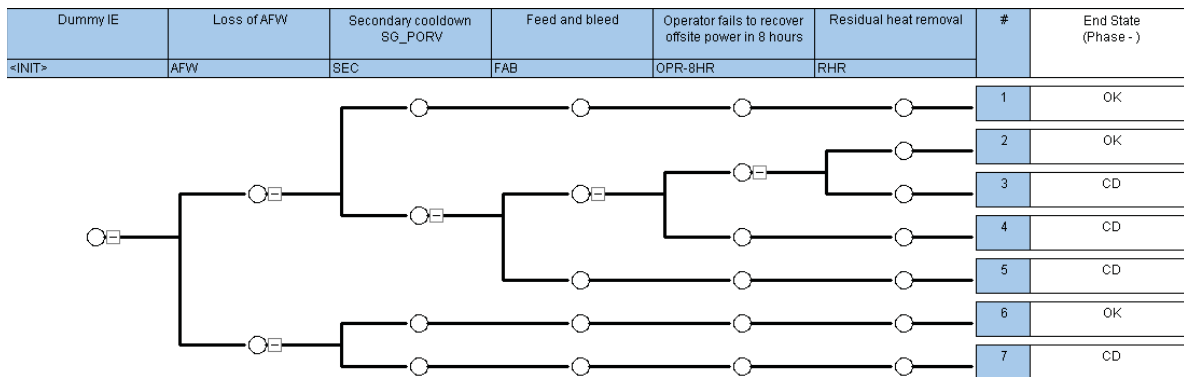 Dummy IE
Loss of AFW
Secondary cooldown
SG_PORV
Feed and bleed
Operator fails to recover
offsite power in 8 hours
Residual heat removal
#
End State
(Phase - )
<INIT>
AFW
SEC
FAB
OPR-8HR
RHR
1 OK
2 OK
3 CD
4 CD
5 CD
6 OK
7 CD